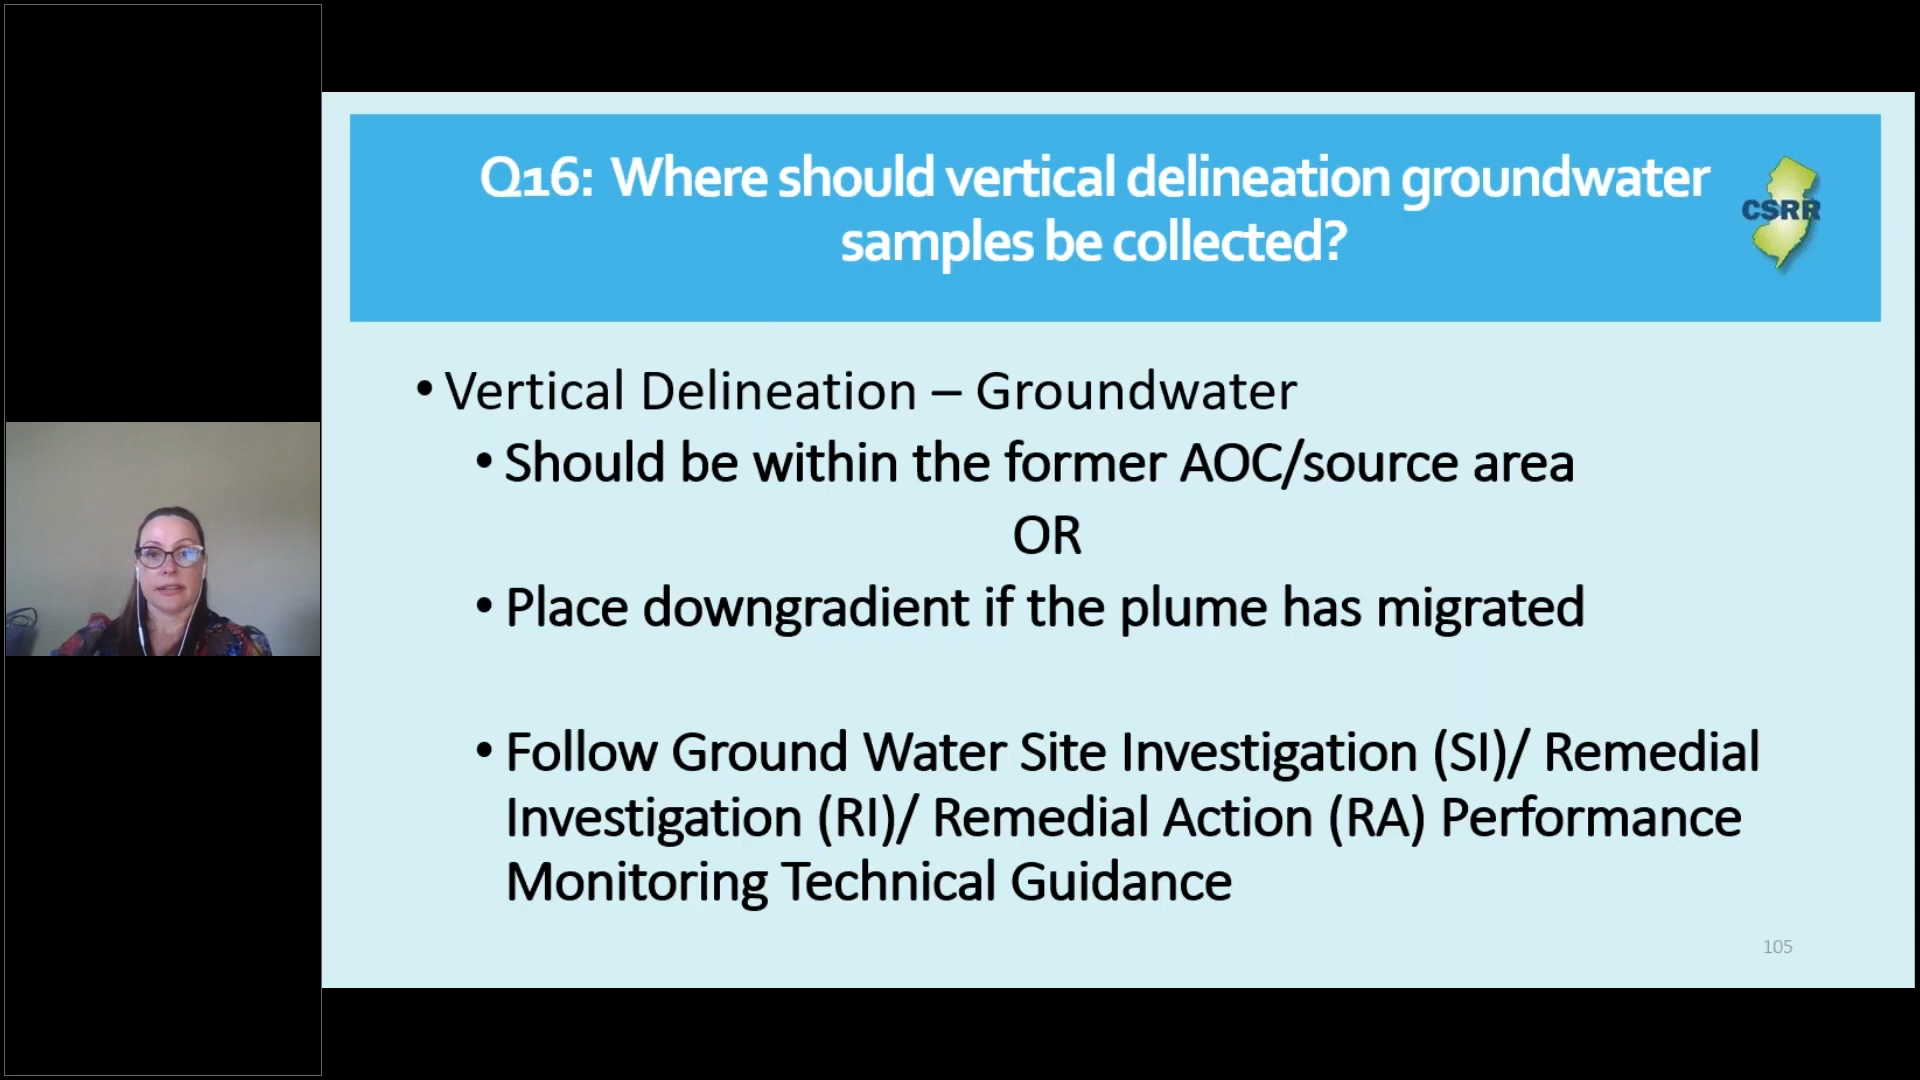 Q16: Where should vertical delineation groundwater
samples be collected?
CSRR
• Vertical Delineation – Groundwater
• Should be within the former AOC/source area
OR
• Place downgradient if the plume has migrated
• Follow Ground Water Site Investigation (SI)/ Remedial
Investigation (RI)/ Remedial Action (RA) Performance
Monitoring Technical Guidance
105